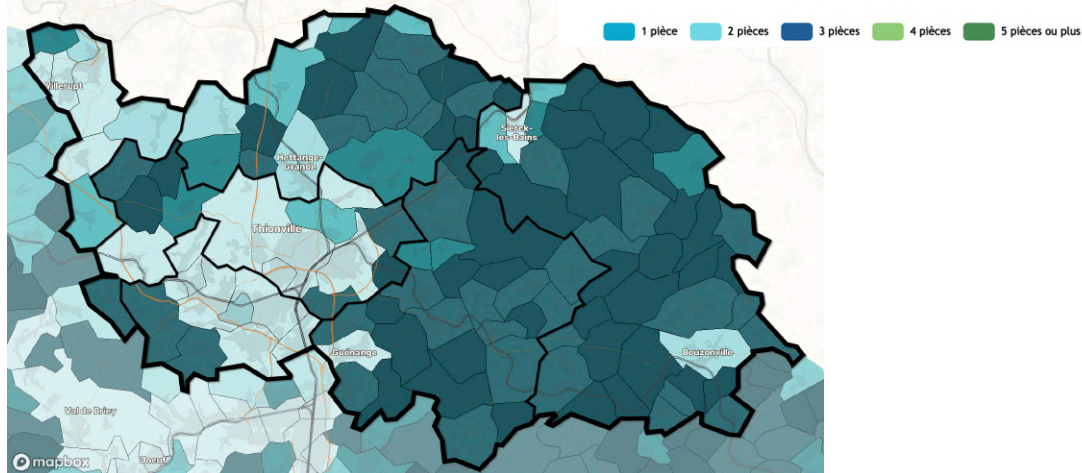 1 pièce 2 pièces 3 pièces 4 pièces 5 pièces ou plus
Villerupt
Sierck-
les-Bains
Hettange-
Grande
Thionville
Guénange
Bouzonville
Val de Briey
Joeuf
mapbox